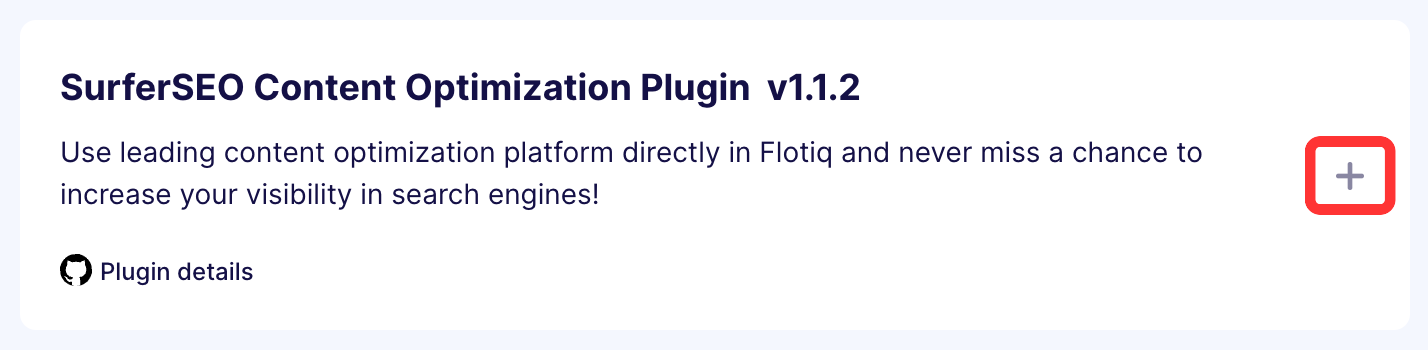 SurferSEO Content Optimization Plugin v1.1.2
Use leading content optimization platform directly in Flotiq and never miss a chance to
increase your visibility in search engines!
Plugin details